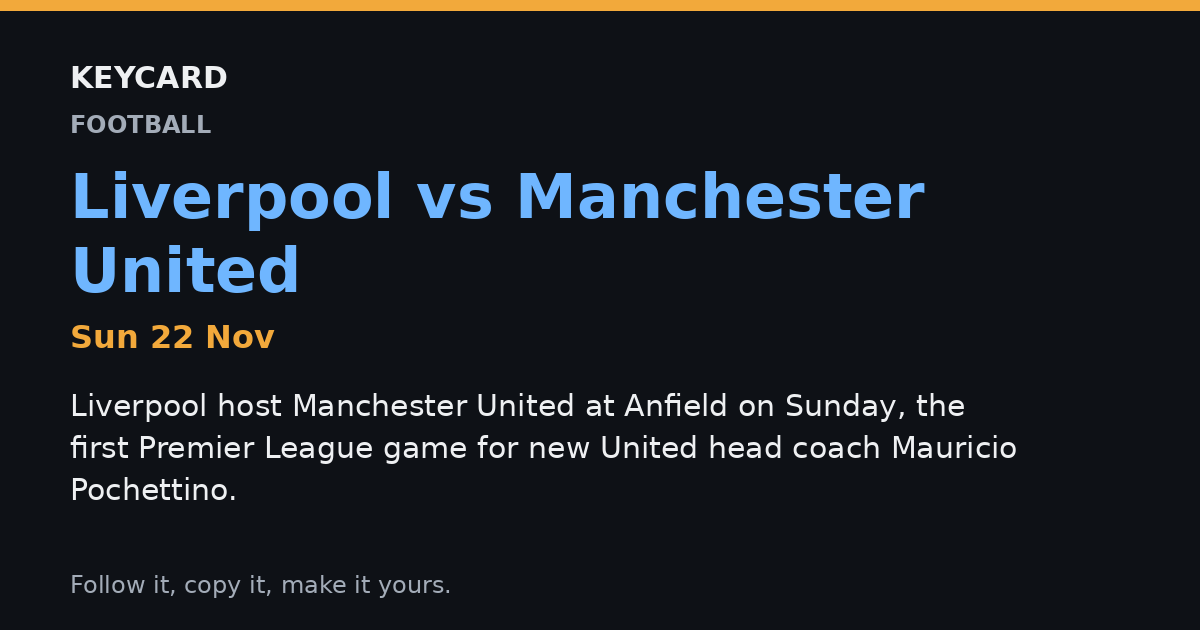 KEYCARD
FOOTBALL
Liverpool vs Manchester
United
Sun 22 Nov
Liverpool host Manchester United at Anfield on Sunday, the
first Premier League game for new United head coach Mauricio
Pochettino.
Follow it, copy it, make it yours.